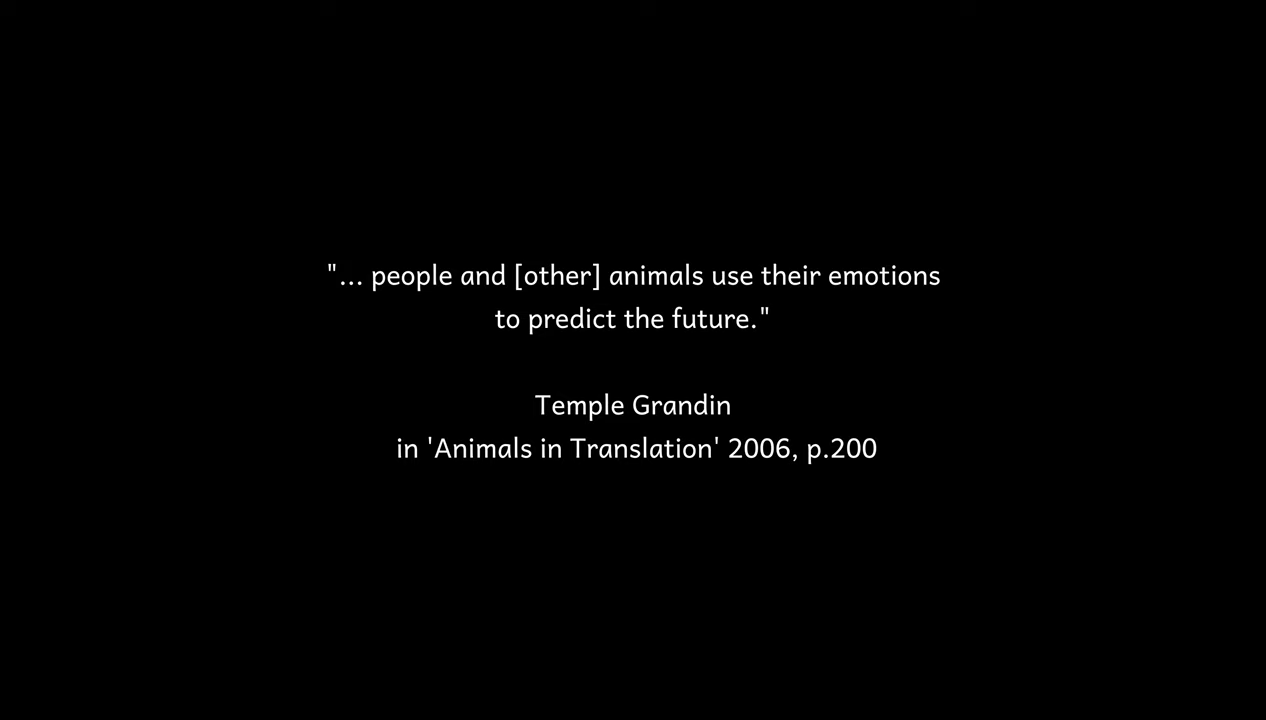 "... people and [other] animals use their emotions
to predict the future."
Temple Grandin
in 'Animals in Translation' 2006, p.200